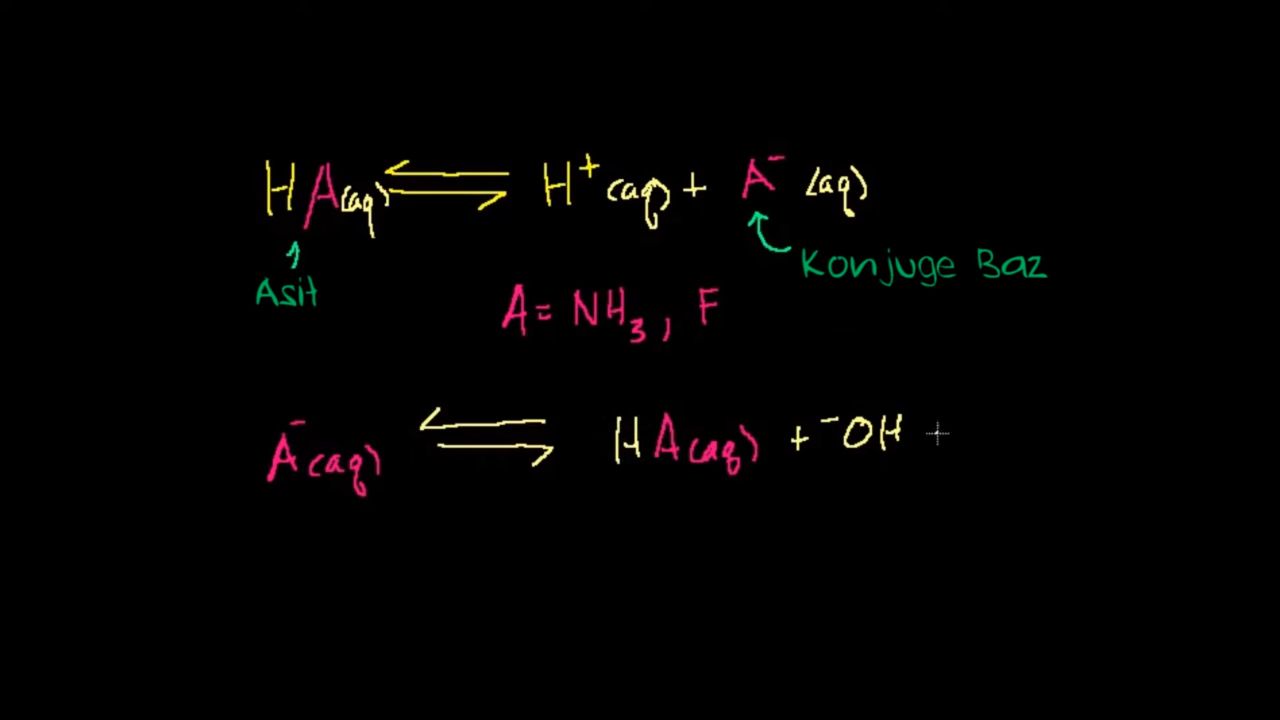 HA(aq) ⇌ H⁺(aq) + A⁻(aq)
Asit
Konjuge Baz
A = NH₃, F
A⁻(aq) ⇌ HA(aq) + ⁻OH